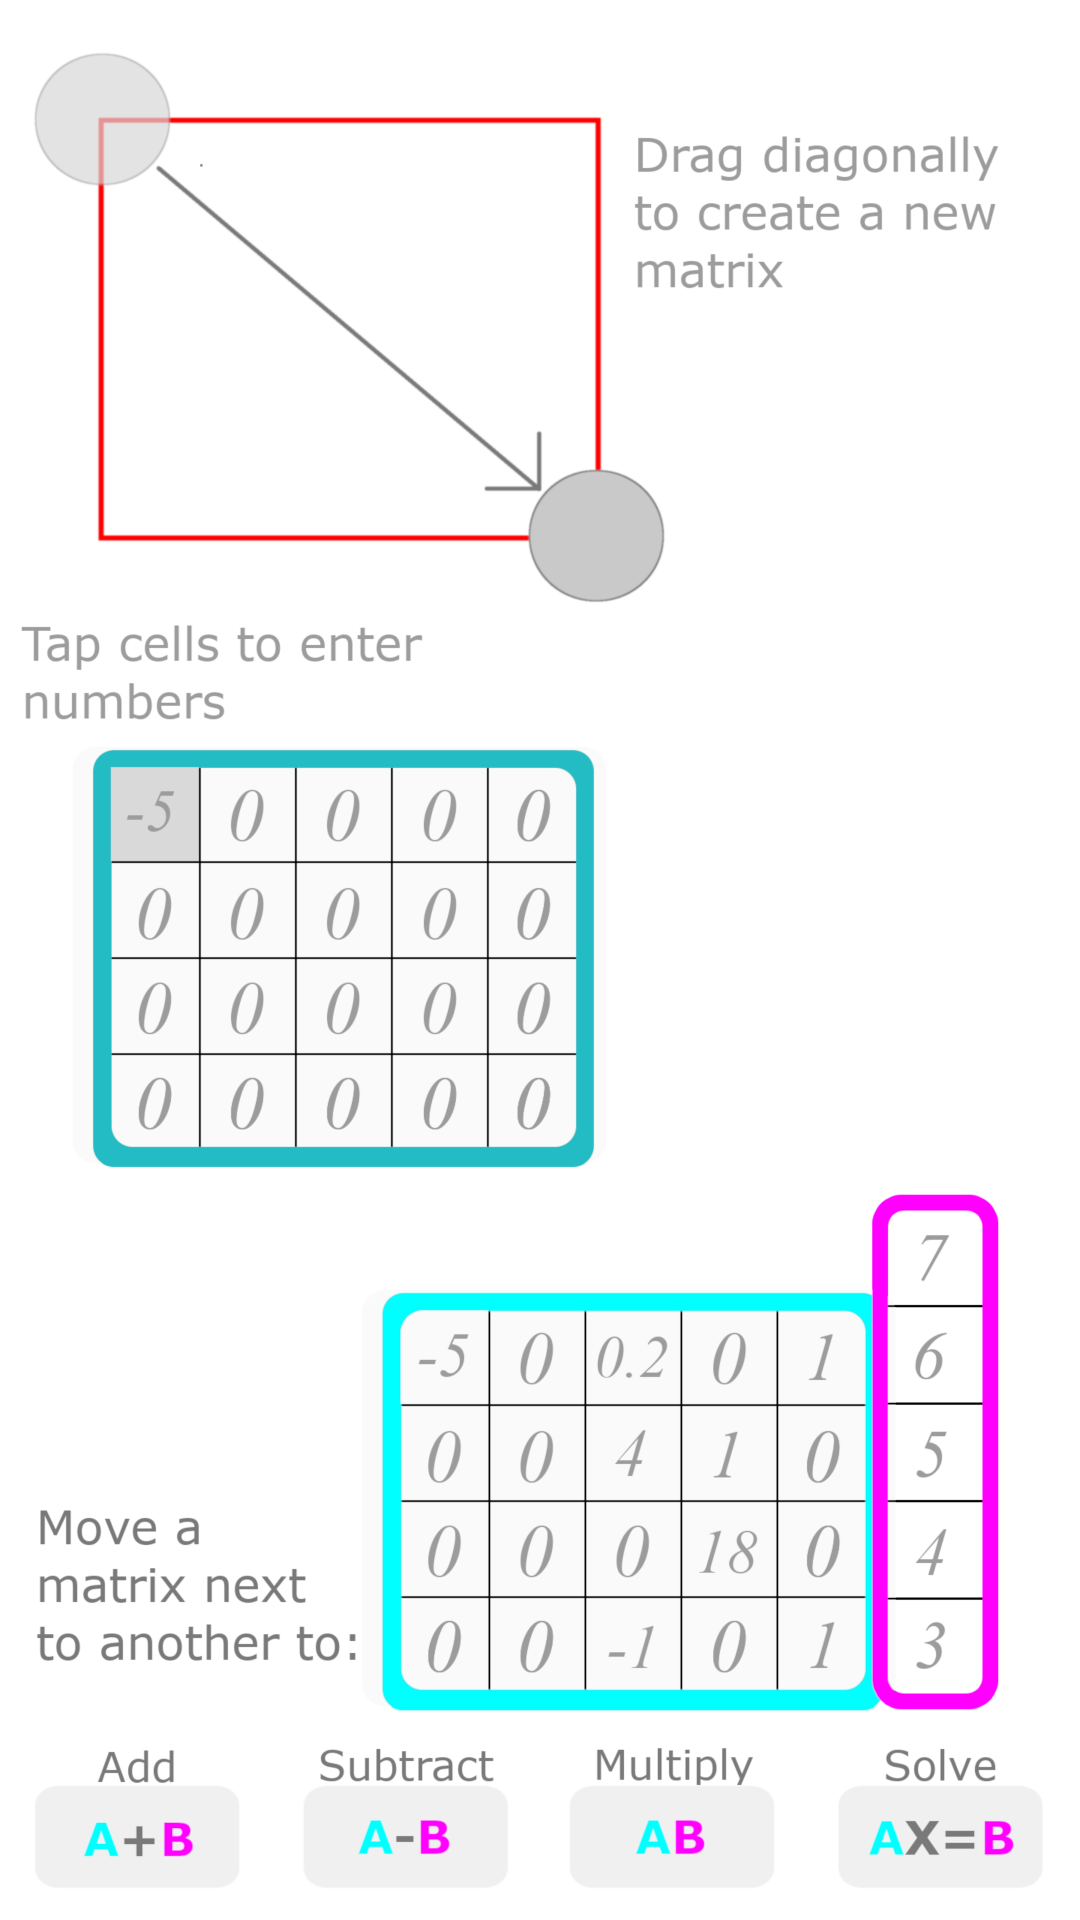 Drag diagonally
to create a new
matrix
Tap cells to enter
numbers
-5 0 0 0 0
0 0 0 0 0
0 0 0 0 0
0 0 0 0 0
7
-5 0 0.2 0 1 6
0 0 4 1 0 5
0 0 0 18 0 4
0 0 -1 0 1 3
Move a
matrix next
to another to:
Add Subtract Multiply Solve
A+B A-B AB AX=B